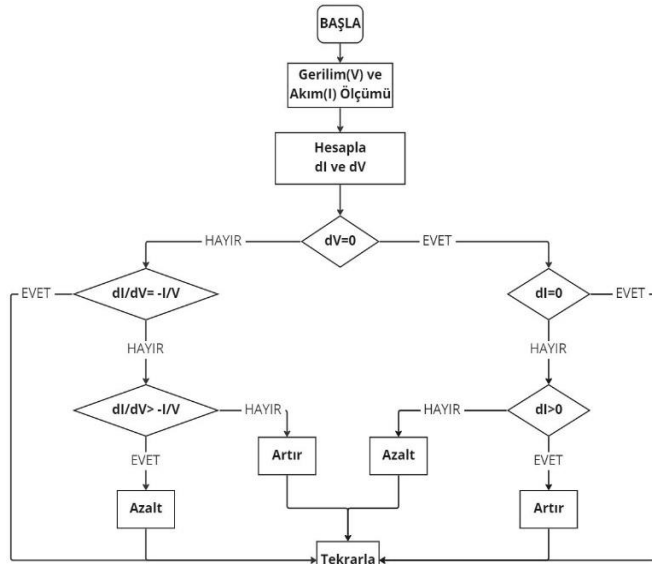 BAŞLA
Gerilim(V) ve
Akım(I) Ölçümü
Hesapla
dI ve dV
HAYIR
dV=0
EVET
EVET
dI/dV= -I/V
dI=0
EVET
HAYIR
HAYIR
dI/dV> -I/V
HAYIR
HAYIR
dI>0
EVET
Artır
Azalt
EVET
Azalt
Artır
Tekrarla